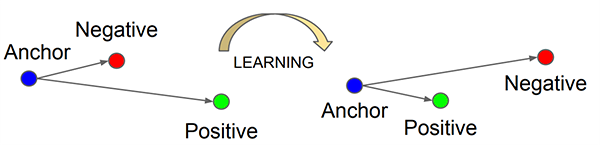 Negative
Anchor
Positive
LEARNING
Negative
Anchor
Positive